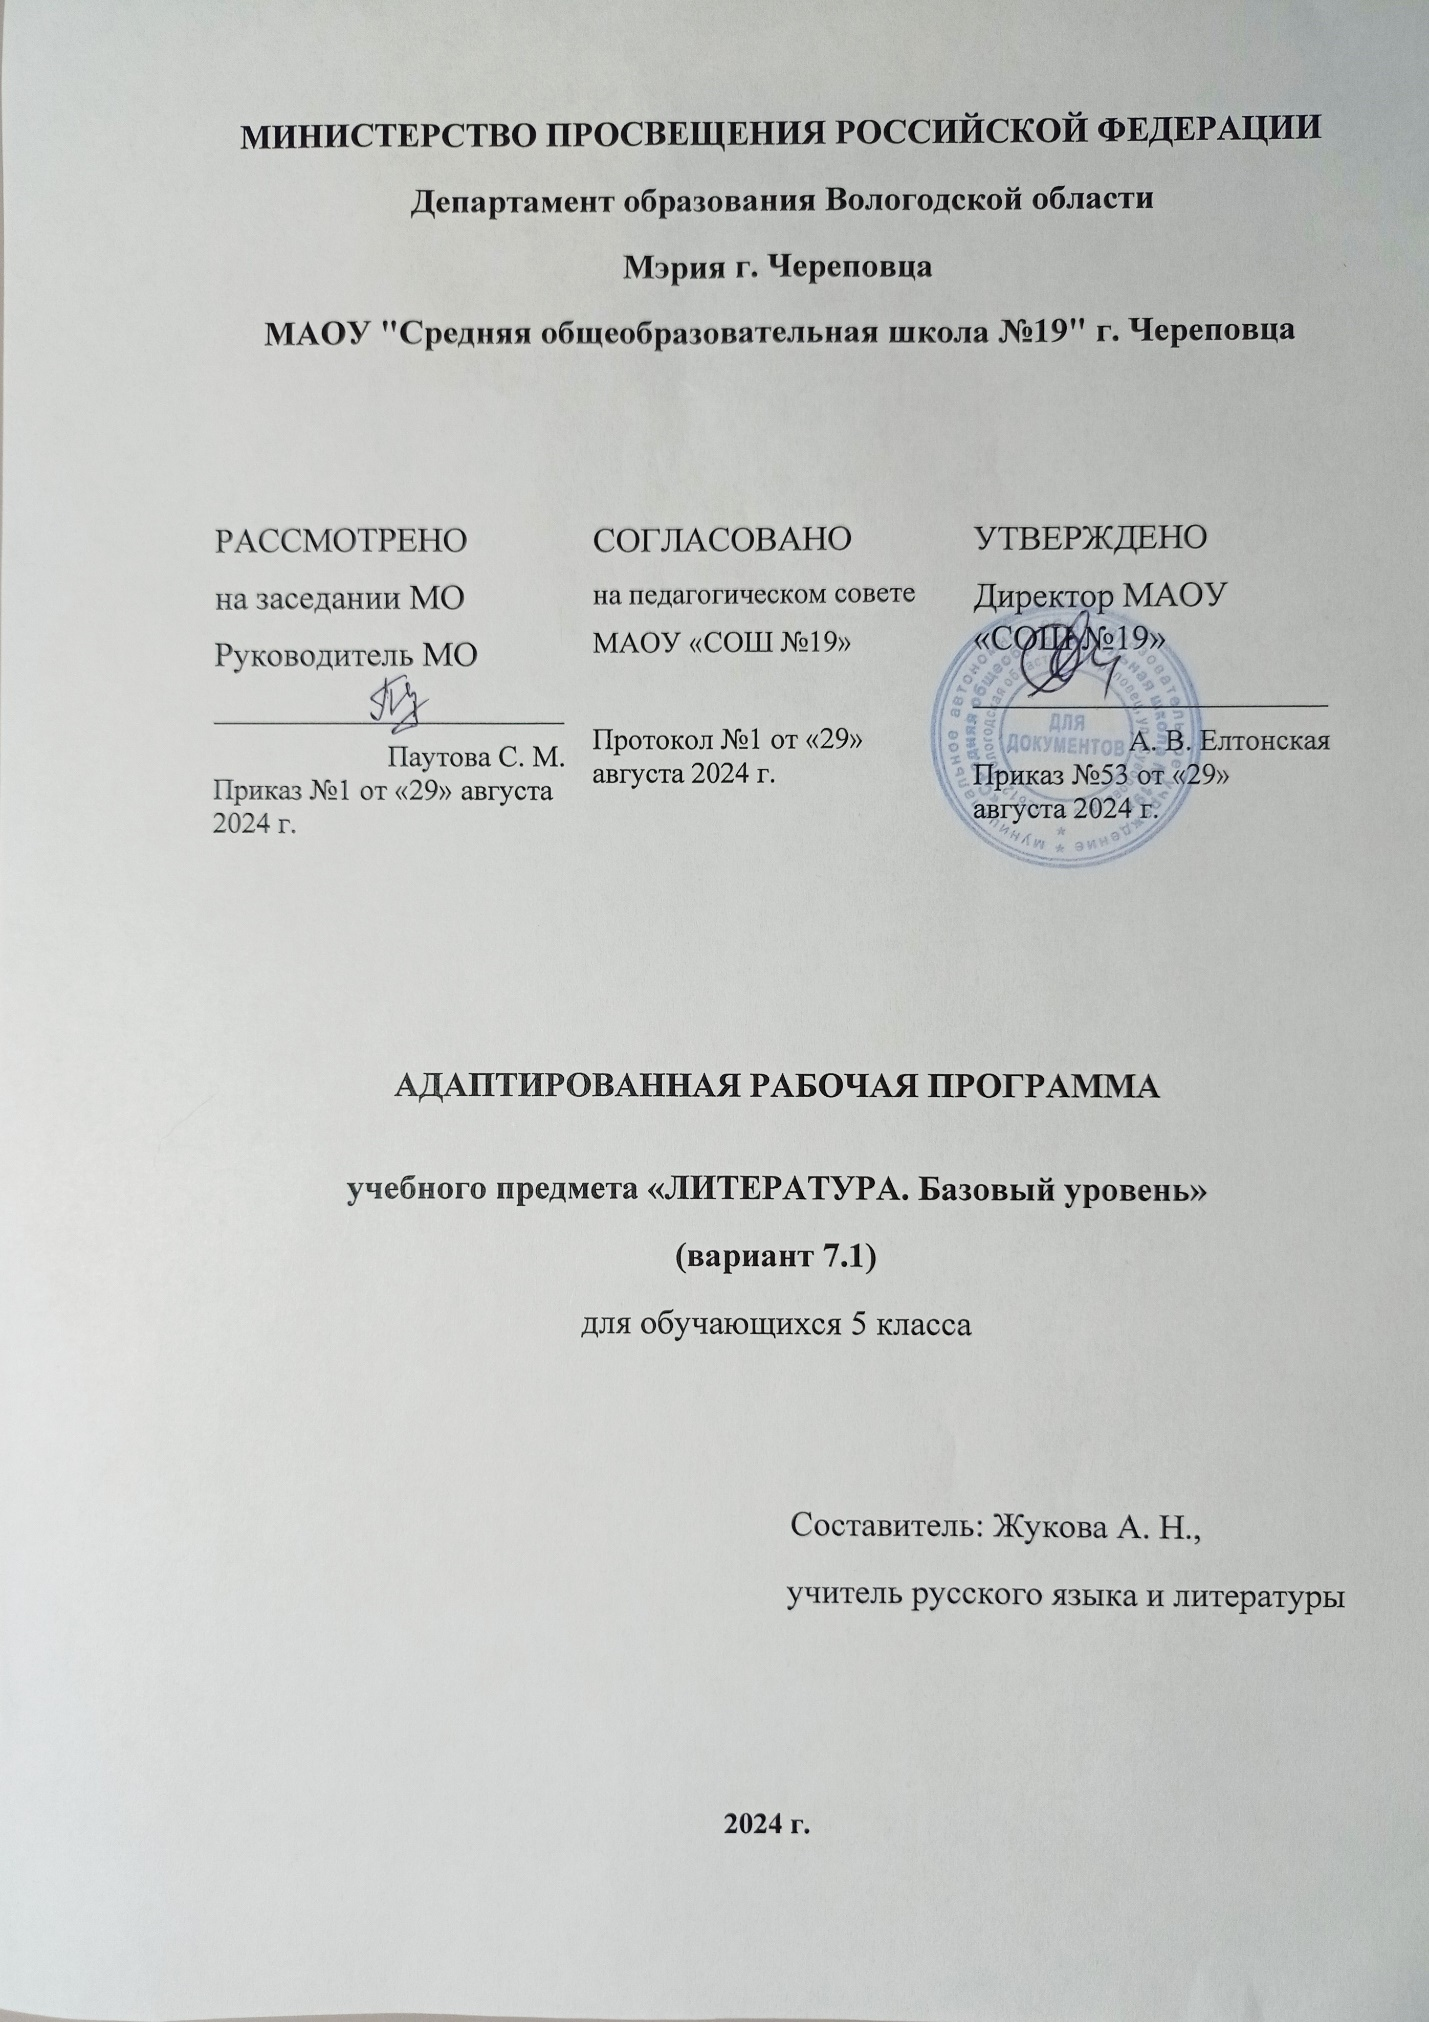 МИНИСТЕРСТВО ПРОСВЕЩЕНИЯ РОССИЙСКОЙ ФЕДЕРАЦИИ
Департамент образования Вологодской области
Мэрия г. Череповца
МАОУ "Средняя общеобразовательная школа №19" г. Череповца
РАССМОТРЕНО
на заседании МО
Руководитель МО
Паутова С. М.
Приказ №1 от «29» августа
2024 г.
СОГЛАСОВАНО
на педагогическом совете
МАОУ «СОШ №19»
Протокол №1 от «29»
августа 2024 г.
УТВЕРЖДЕНО
Директор МАОУ
«СОШ №19»
А. В. Елтонская
Приказ №53 от «29»
августа 2024 г.
ДЛЯ
ДОКУМЕНТОВ
АДАПТИРОВАННАЯ РАБОЧАЯ ПРОГРАММА
учебного предмета «ЛИТЕРАТУРА. Базовый уровень»
(вариант 7.1)
для обучающихся 5 класса
Составитель: Жукова А. Н.,
учитель русского языка и литературы
2024 г.